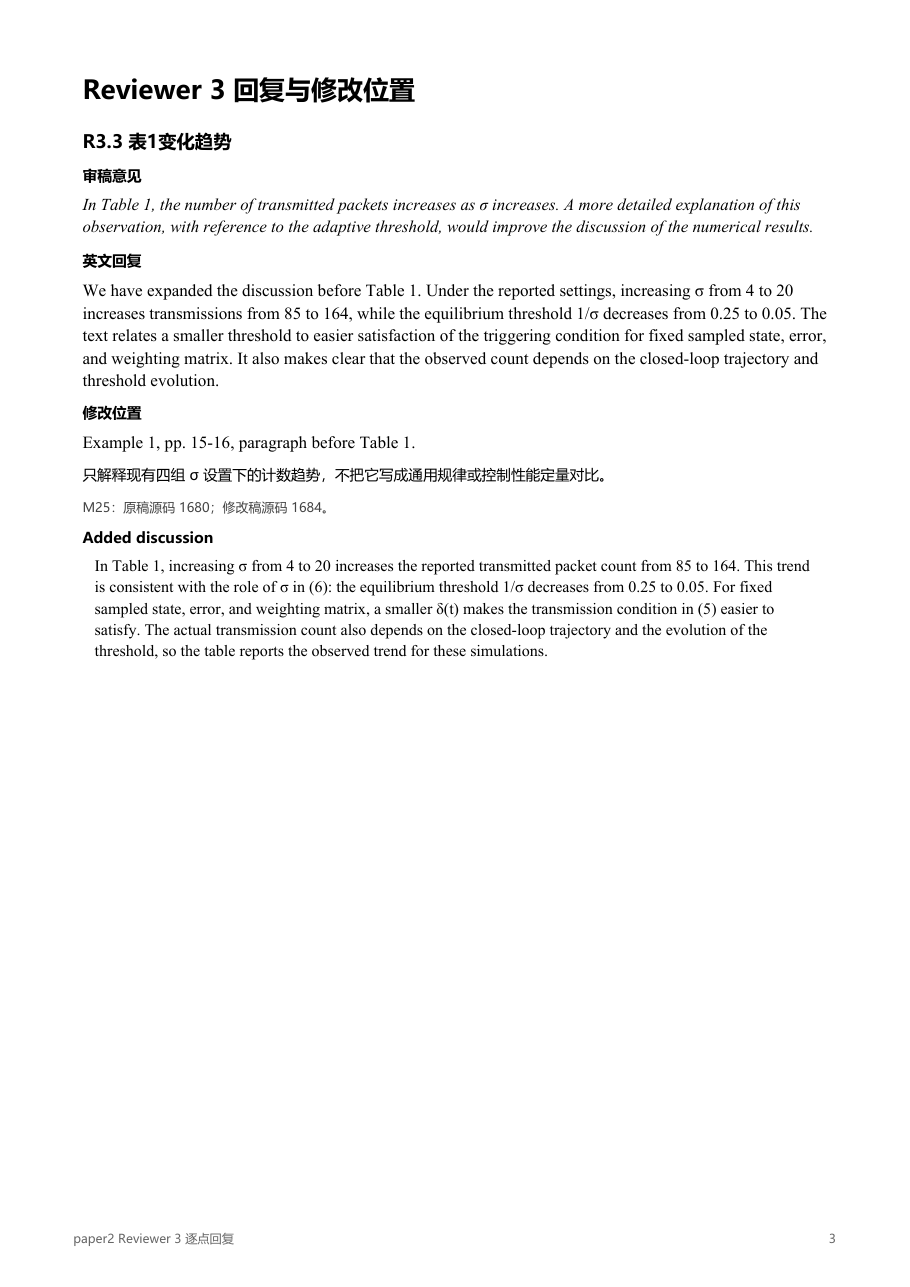 Reviewer 3 回复与修改位置
R3.3 表1变化趋势
审稿意见
In Table 1, the number of transmitted packets increases as σ increases. A more detailed explanation of this
observation, with reference to the adaptive threshold, would improve the discussion of the numerical results.
英文回复
We have expanded the discussion before Table 1. Under the reported settings, increasing σ from 4 to 20
increases transmissions from 85 to 164, while the equilibrium threshold 1/σ decreases from 0.25 to 0.05. The
text relates a smaller threshold to easier satisfaction of the triggering condition for fixed sampled state, error,
and weighting matrix. It also makes clear that the observed count depends on the closed-loop trajectory and
threshold evolution.
修改位置
Example 1, pp. 15-16, paragraph before Table 1.
只解释现有四组 σ 设置下的计数趋势，不把它写成通用规律或控制性能定量对比。
M25：原稿源码 1680；修改稿源码 1684。
Added discussion
In Table 1, increasing σ from 4 to 20 increases the reported transmitted packet count from 85 to 164. This trend
is consistent with the role of σ in (6): the equilibrium threshold 1/σ decreases from 0.25 to 0.05. For fixed
sampled state, error, and weighting matrix, a smaller δ(t) makes the transmission condition in (5) easier to
satisfy. The actual transmission count also depends on the closed-loop trajectory and the evolution of the
threshold, so the table reports the observed trend for these simulations.
paper2 Reviewer 3 逐点回复
3